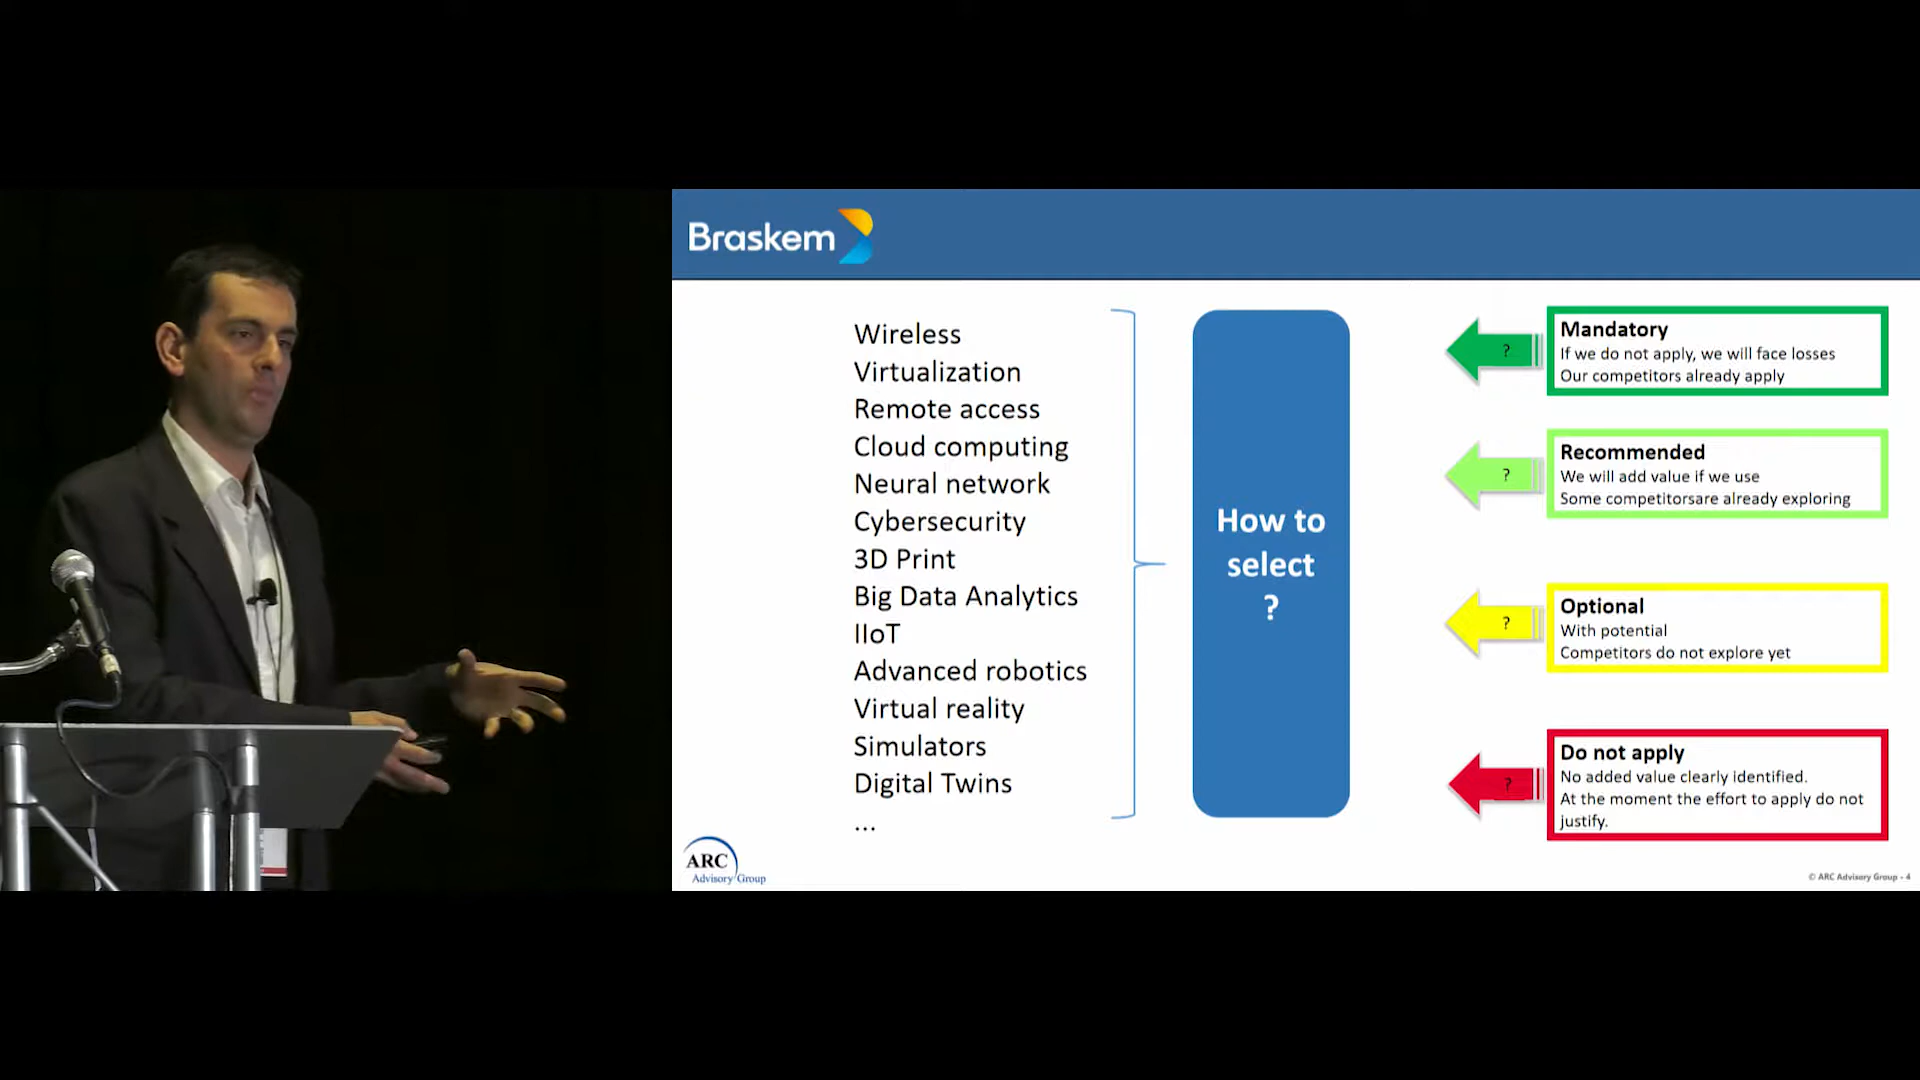 Braskem
Wireless
Virtualization
Remote access
Cloud computing
Neural network
Cybersecurity
3D Print
Big Data Analytics
IIoT
Advanced robotics
Virtual reality
Simulators
Digital Twins
...
How to
select
?
?
Mandatory
If we do not apply, we will face losses
Our competitors already apply
?
Recommended
We will add value if we use
Some competitorsare already exploring
?
Optional
With potential
Competitors do not explore yet
?
Do not apply
No added value clearly identified.
At the moment the effort to apply do not
justify.
ARC
Advisory Group
© ARC Advisory Group - 4